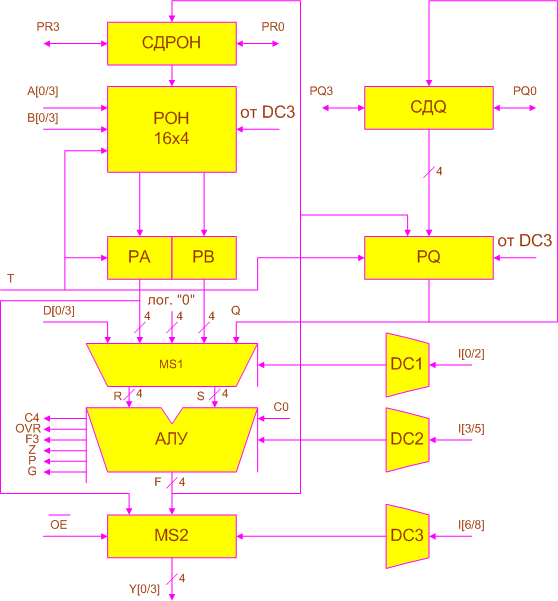 PR3
СДРОН
PR0
A[0/3]
B[0/3]
РОН
16x4
от DC3
PQ3
СДQ
PQ0
4
T
PA
PB
PQ
от DC3
D[0/3]
лог. "0"
Q
4
4
4
MS1
DC1
I[0/2]
R
4
S
4
C4
OVR
F3
Z
P
G
АЛУ
C0
DC2
I[3/5]
F
4
OE
MS2
DC3
I[6/8]
Y[0/3]
4